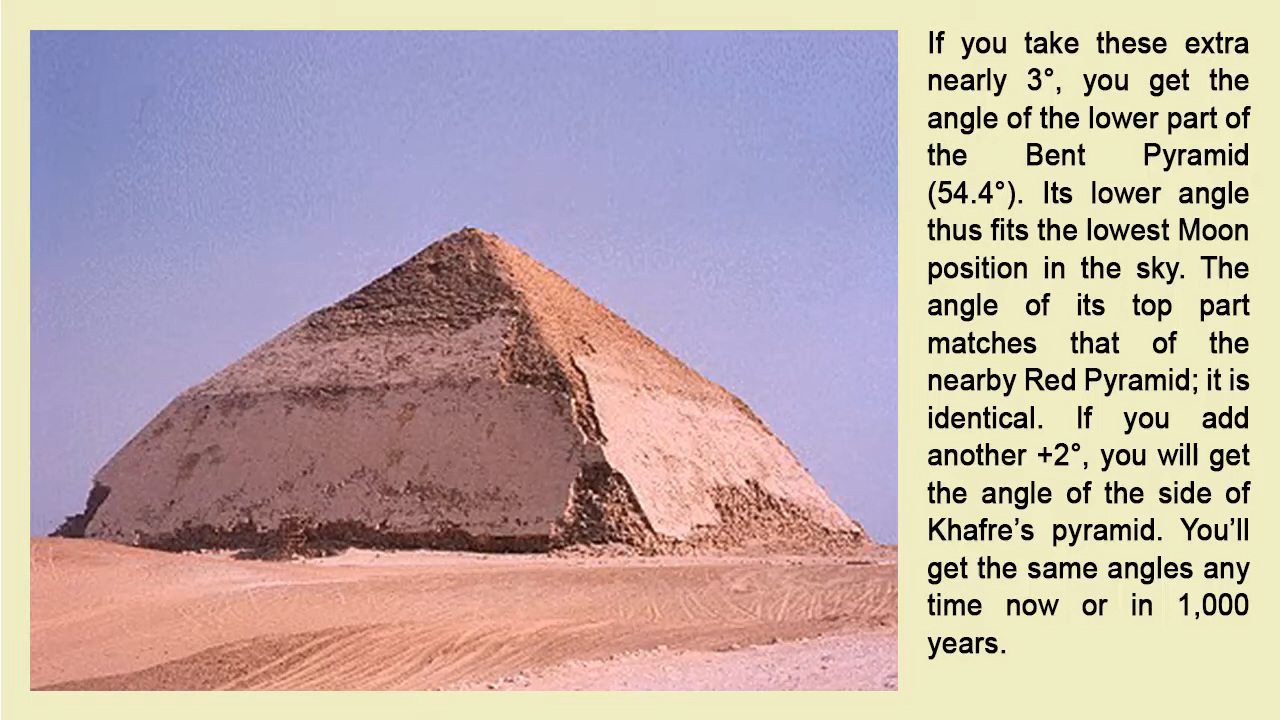 If you take these extra
nearly 3°, you get the
angle of the lower part of
the Bent Pyramid
(54.4°). Its lower angle
thus fits the lowest Moon
position in the sky. The
angle of its top part
matches that of the
nearby Red Pyramid; it is
identical. If you add
another +2°, you will get
the angle of the side of
Khafre’s pyramid. You’ll
get the same angles any
time now or in 1,000
years.